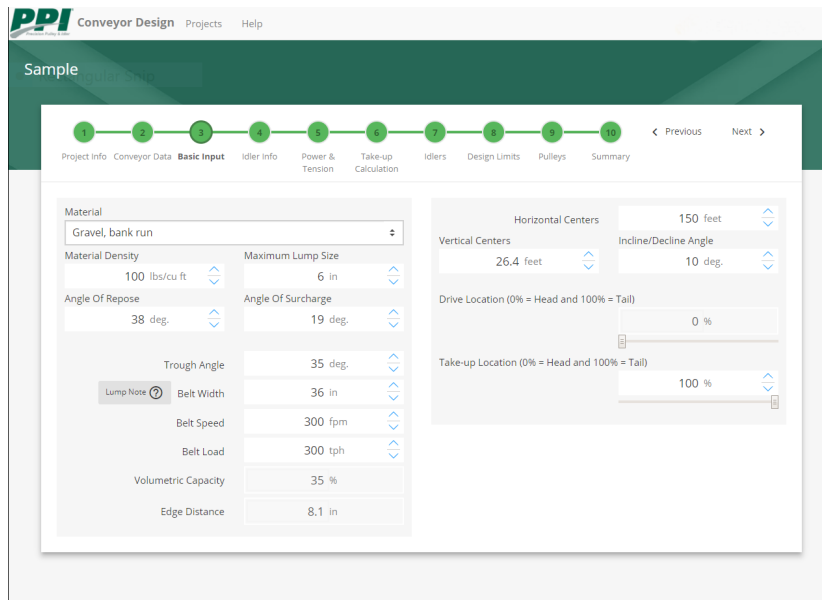 PPI Conveyor Design Projects Help
Precision Pulley & Idler
Sample
1 2 3 4 5 6 7 8 9 10 Previous Next
Project Info Conveyor Data Basic Input Idler Info Power & Tension Take-up Calculation Idlers Design Limits Pulleys Summary
Material
Gravel, bank run
Material Density Maximum Lump Size
100 lbs/cu ft 6 in
Angle Of Repose Angle Of Surcharge
38 deg. 19 deg.
Trough Angle 35 deg.
Lump Note ? Belt Width 36 in
Belt Speed 300 fpm
Belt Load 300 tph
Volumetric Capacity 35 %
Edge Distance 8.1 in
Horizontal Centers 150 feet
Vertical Centers Incline/Decline Angle
26.4 feet 10 deg.
Drive Location (0% = Head and 100% = Tail)
0 %
Take-up Location (0% = Head and 100% = Tail)
100 %